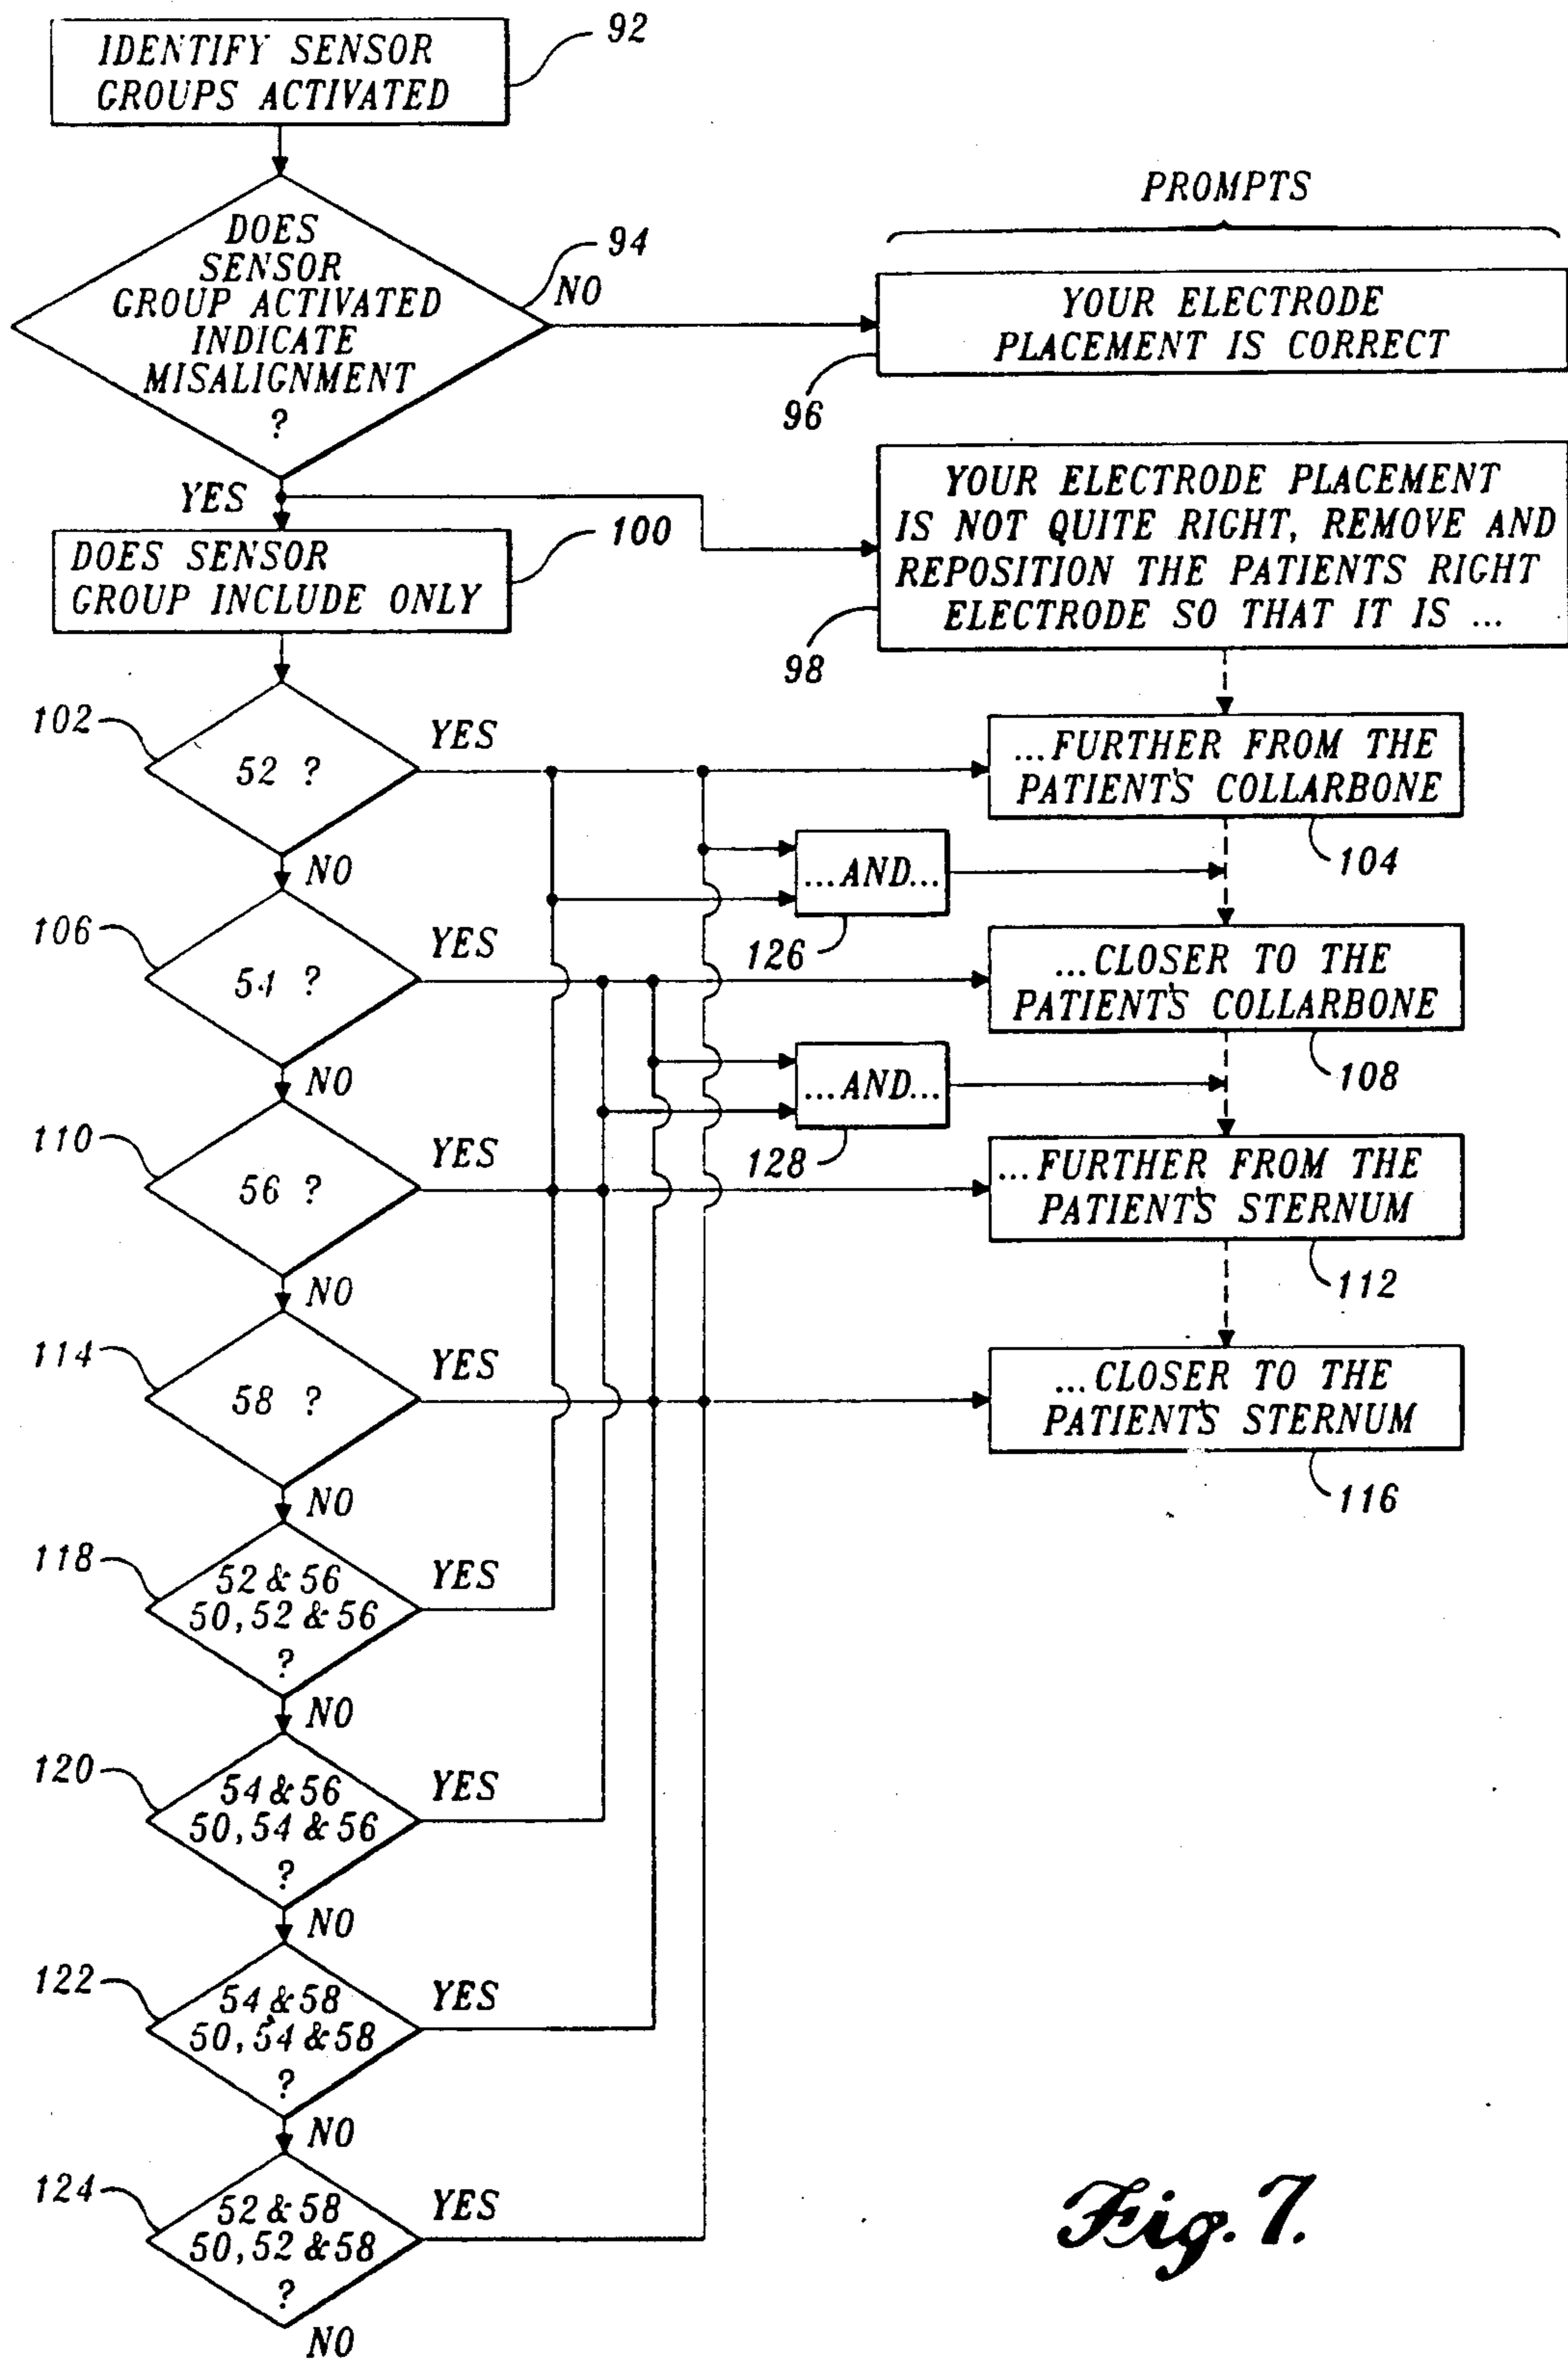 IDENTIFY SENSOR
GROUPS ACTIVATED
92
DOES
SENSOR
GROUP ACTIVATED
INDICATE
MISALIGNMENT
?
94
NO
PROMPTS
YOUR ELECTRODE
PLACEMENT IS CORRECT
96
YES
YOUR ELECTRODE PLACEMENT
IS NOT QUITE RIGHT, REMOVE AND
REPOSITION THE PATIENTS RIGHT
ELECTRODE SO THAT IT IS ...
98
DOES SENSOR
GROUP INCLUDE ONLY
100
102
52 ?
YES
...FURTHER FROM THE
PATIENT'S COLLARBONE
104
NO
...AND...
126
106
54 ?
YES
...CLOSER TO THE
PATIENT'S COLLARBONE
108
NO
...AND...
128
110
56 ?
YES
...FURTHER FROM THE
PATIENT'S STERNUM
112
NO
114
58 ?
YES
...CLOSER TO THE
PATIENT'S STERNUM
116
NO
118
52 & 56
50, 52 & 56
?
YES
NO
120
54 & 56
50, 54 & 56
?
YES
NO
122
54 & 58
50, 54 & 58
?
YES
NO
124
52 & 58
50, 52 & 58
?
YES
NO
Fig. 7.